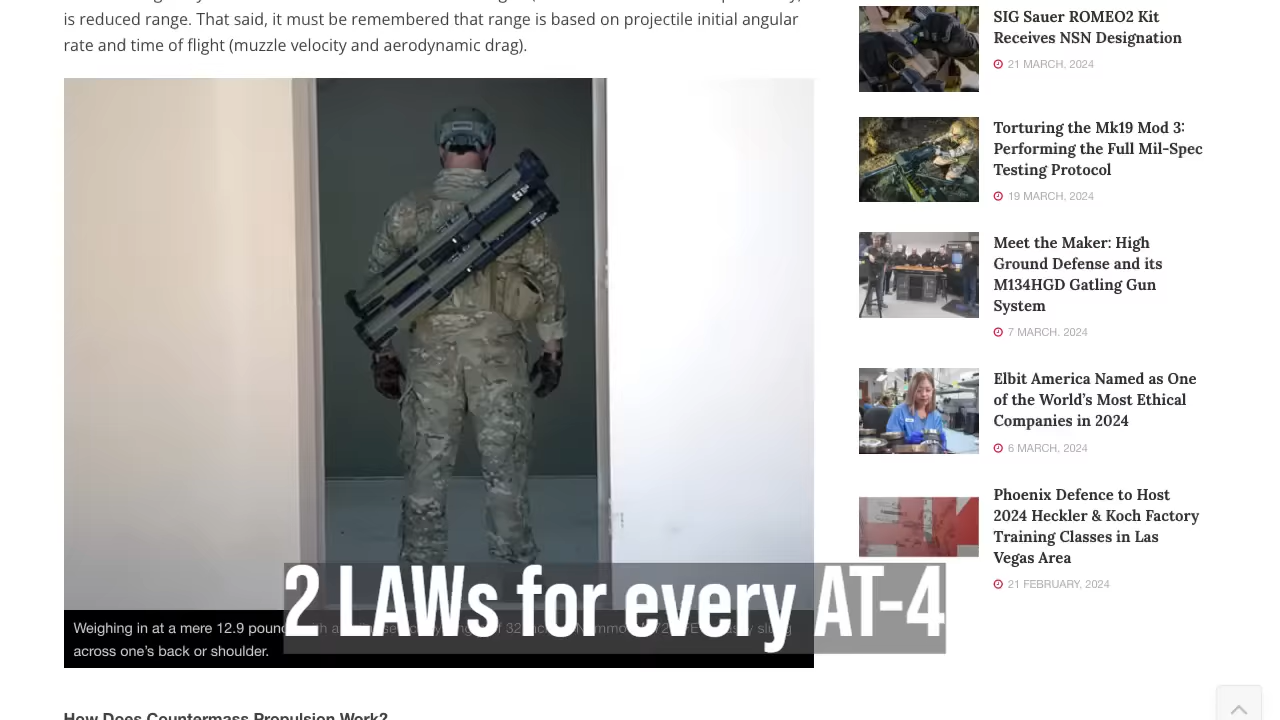 is reduced range. That said, it must be remembered that range is based on projectile initial angular
rate and time of flight (muzzle velocity and aerodynamic drag).
Weighing in at a mere 12.9 pounds
across one's back or shoulder.
2 LAWs for every AT-4
How Does Countermass Propulsion Work?
SIG Sauer ROMEO2 Kit
Receives NSN Designation
21 MARCH, 2024
Torturing the Mk19 Mod 3:
Performing the Full Mil-Spec
Testing Protocol
19 MARCH, 2024
Meet the Maker: High
Ground Defense and its
M134HGD Gatling Gun
System
7 MARCH. 2024
Elbit America Named as One
of the World's Most Ethical
Companies in 2024
6 MARCH, 2024
Phoenix Defence to Host
2024 Heckler & Koch Factory
Training Classes in Las
Vegas Area
21 FEBRUARY, 2024